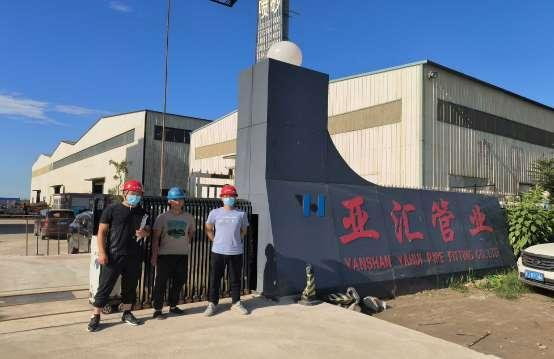 亚汇管业
YANSHAN YAHUI PIPE FITTING CO.,LTD